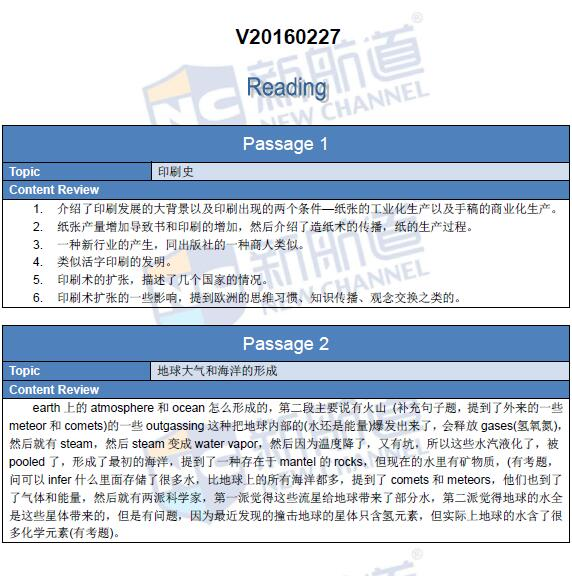 V20160227
新航道
NEW CHANNEL
®
Reading
Passage 1
Topic 印刷史
Content Review
1. 介绍了印刷发展的大背景以及印刷出现的两个条件—纸张的工业化生产以及手稿的商业化生产。
2. 纸张产量增加导致书和印刷的增加，然后介绍了造纸术的传播，纸的生产过程。
3. 一种新行业的产生，同出版社的一种商人类似。
4. 类似活字印刷的发明。
5. 印刷术的扩张，描述了几个国家的情况。
6. 印刷术扩张的一些影响，提到欧洲的思维习惯、知识传播、观念交换之类的。
Passage 2
Topic 地球大气和海洋的形成
Content Review
earth 上的 atmosphere 和 ocean 怎么形成的，第二段主要说有火山 (补充句子题，提到了外来的一些
meteor 和 comets)的一些 outgassing 这种把地球内部的(水还是能量)爆发出来了，会释放 gases(氢氧氮)，
然后就有 steam，然后 steam 变成 water vapor，然后因为温度降了，又有坑，所以这些水汽液化了，被
pooled 了，形成了最初的海洋，提到了一种存在于 mantel 的 rocks，但现在的水里有矿物质，(有考题，
问可以 infer 什么里面存储了很多水，比地球上的所有海洋都多，提到了 comets 和 meteors，他们也到了
了气体和能量，然后就有两派科学家，第一派觉得这些流星给地球带来了部分水，第二派觉得地球的水全
是这些星体带来的，但是有问题，因为最近发现的撞击地球的星体只含氢元素，但实际上地球的水含了很
多化学元素(有考题)。